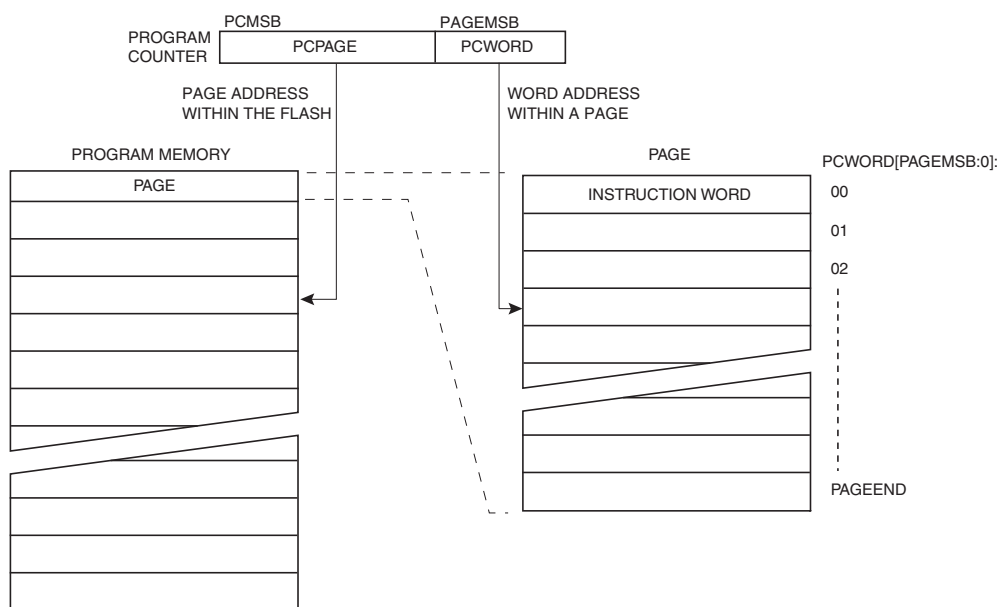 PCMSB
PAGEMSB
PROGRAM
COUNTER
PCPAGE
PCWORD
PAGE ADDRESS
WITHIN THE FLASH
WORD ADDRESS
WITHIN A PAGE
PROGRAM MEMORY
PAGE
PAGE
PCWORD[PAGEMSB:0]:
INSTRUCTION WORD
00
01
02
PAGEEND